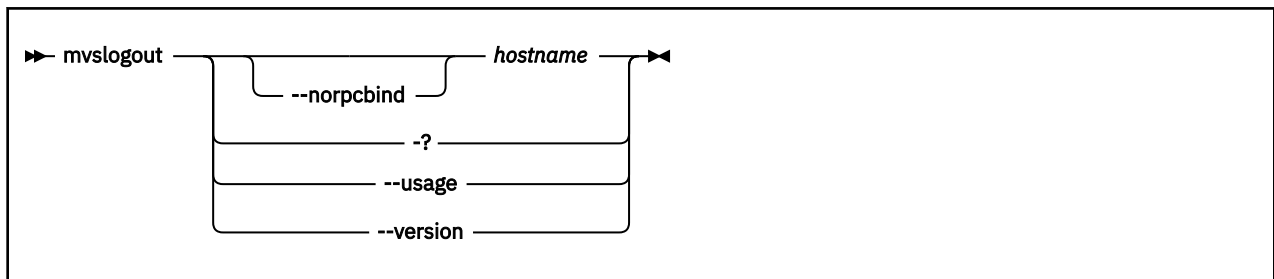 mvslogout hostname
--norpcbind
-?
--usage
--version